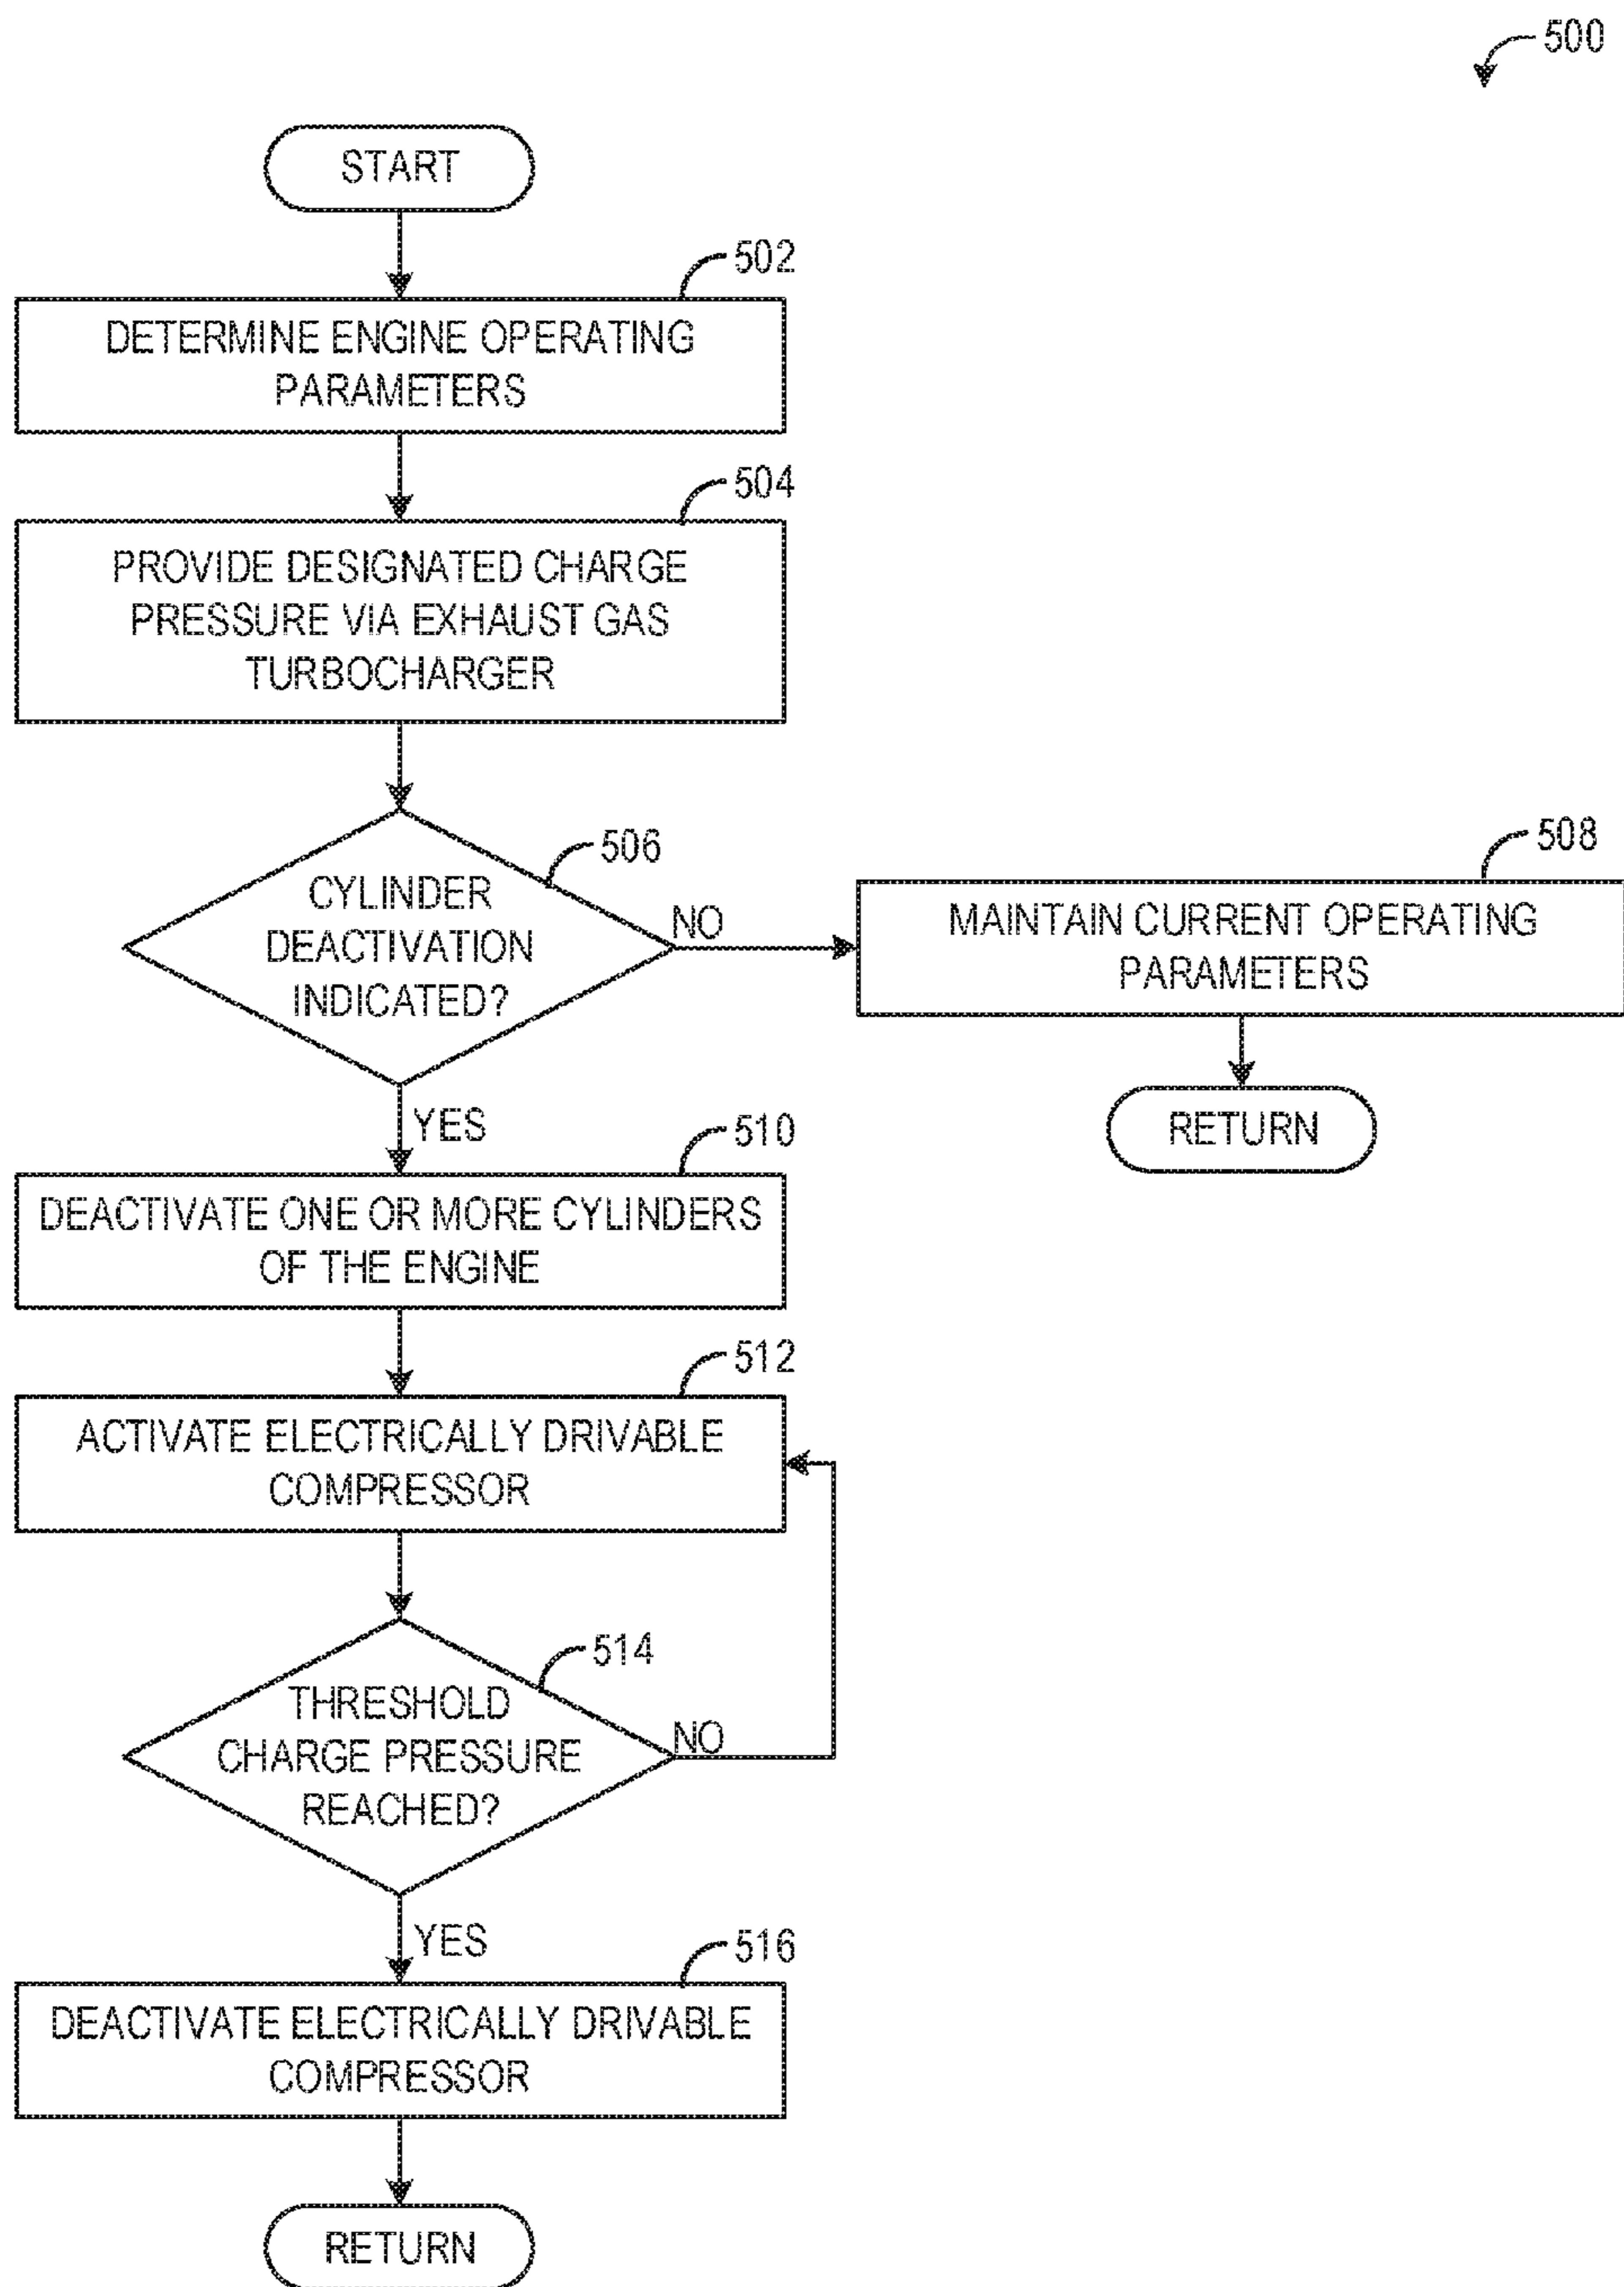 500
START
502
DETERMINE ENGINE OPERATING
PARAMETERS
504
PROVIDE DESIGNATED CHARGE
PRESSURE VIA EXHAUST GAS
TURBOCHARGER
506
CYLINDER
DEACTIVATION
INDICATED?
NO
508
MAINTAIN CURRENT OPERATING
PARAMETERS
RETURN
YES
510
DEACTIVATE ONE OR MORE CYLINDERS
OF THE ENGINE
512
ACTIVATE ELECTRICALLY DRIVABLE
COMPRESSOR
514
THRESHOLD
CHARGE PRESSURE
REACHED?
NO
YES
516
DEACTIVATE ELECTRICALLY DRIVABLE
COMPRESSOR
RETURN